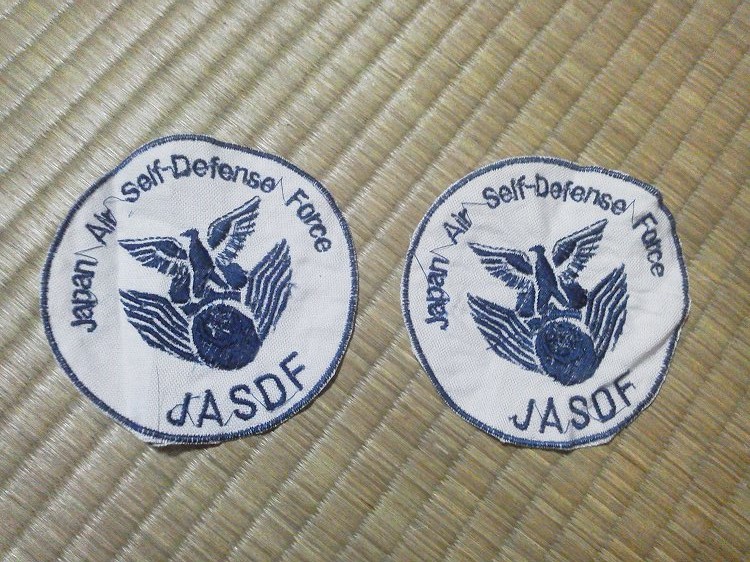 Japan Air Self-Defense Force
JASDF
Japan Air Self-Defense Force
JASDF